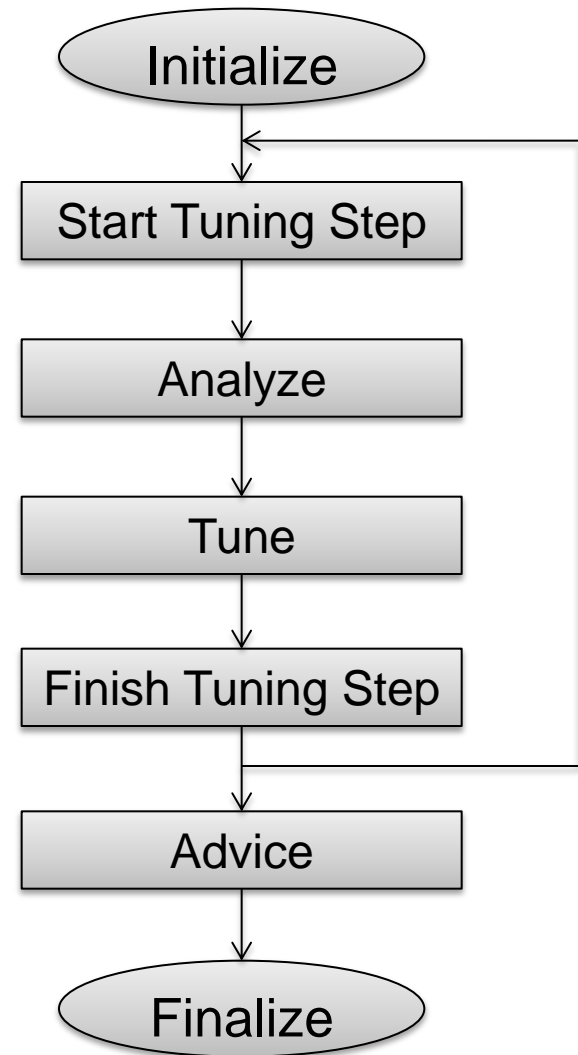 Initialize
Start Tuning Step
Analyze
Tune
Finish Tuning Step
Advice
Finalize